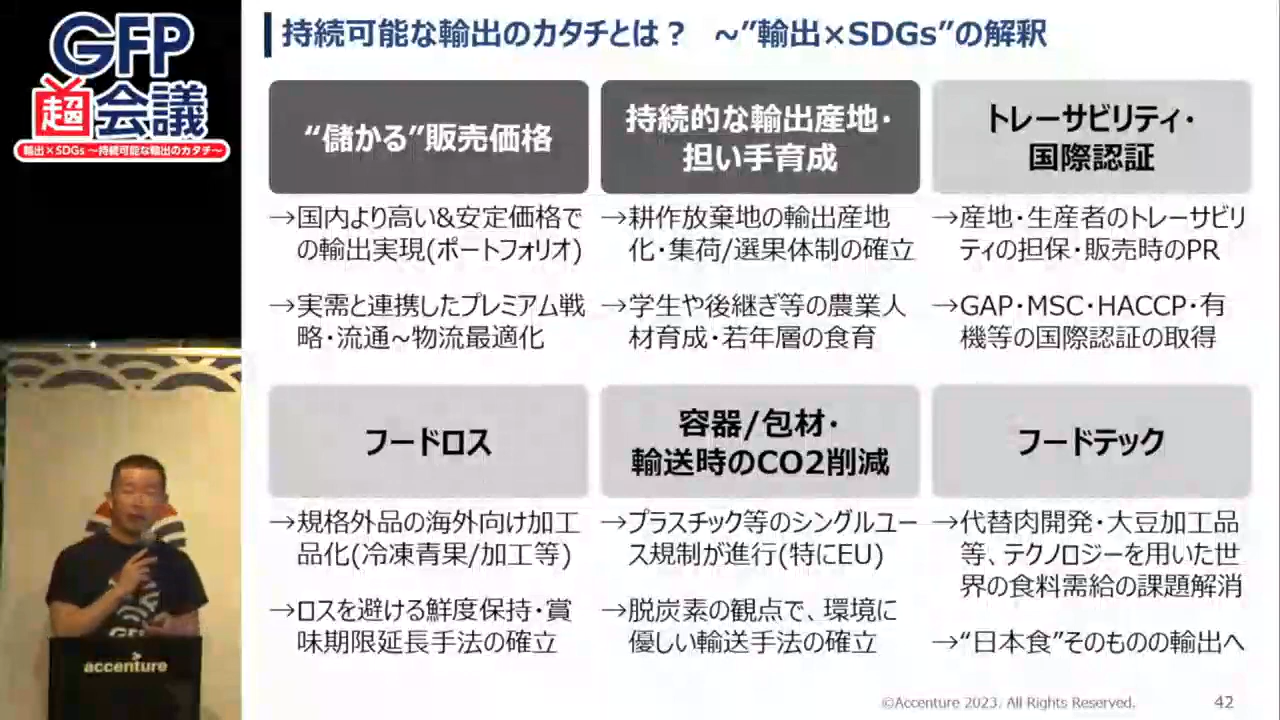 GFP
超会議
輸出×SDGs ～持続可能な輸出のカタチ～
持続可能な輸出のカタチとは？ ~”輸出×SDGs”の解釈
“儲かる”販売価格
→国内より高い&安定価格で
の輸出実現(ポートフォリオ)
→実需と連携したプレミアム戦
略・流通~物流最適化
持続的な輸出産地・
担い手育成
→耕作放棄地の輸出産地
化・集荷/選果体制の確立
→学生や後継ぎ等の農業人
材育成・若年層の食育
トレーサビリティ・
国際認証
→産地・生産者のトレーサビリ
ティの担保・販売時のPR
→GAP・MSC・HACCP・有
機等の国際認証の取得
フードロス
→規格外品の海外向け加工
品化(冷凍青果/加工等)
→ロスを避ける鮮度保持・賞
味期限延長手法の確立
容器/包材・
輸送時のCO2削減
→プラスチック等のシングルユー
ス規制が進行(特にEU)
→脱炭素の観点で、環境に
優しい輸送手法の確立
フードテック
→代替肉開発・大豆加工品
等、テクノロジーを用いた世
界の食料需給の課題解消
→“日本食”そのものの輸出へ
GFP
accenture
©Accenture 2023. All Rights Reserved.
42